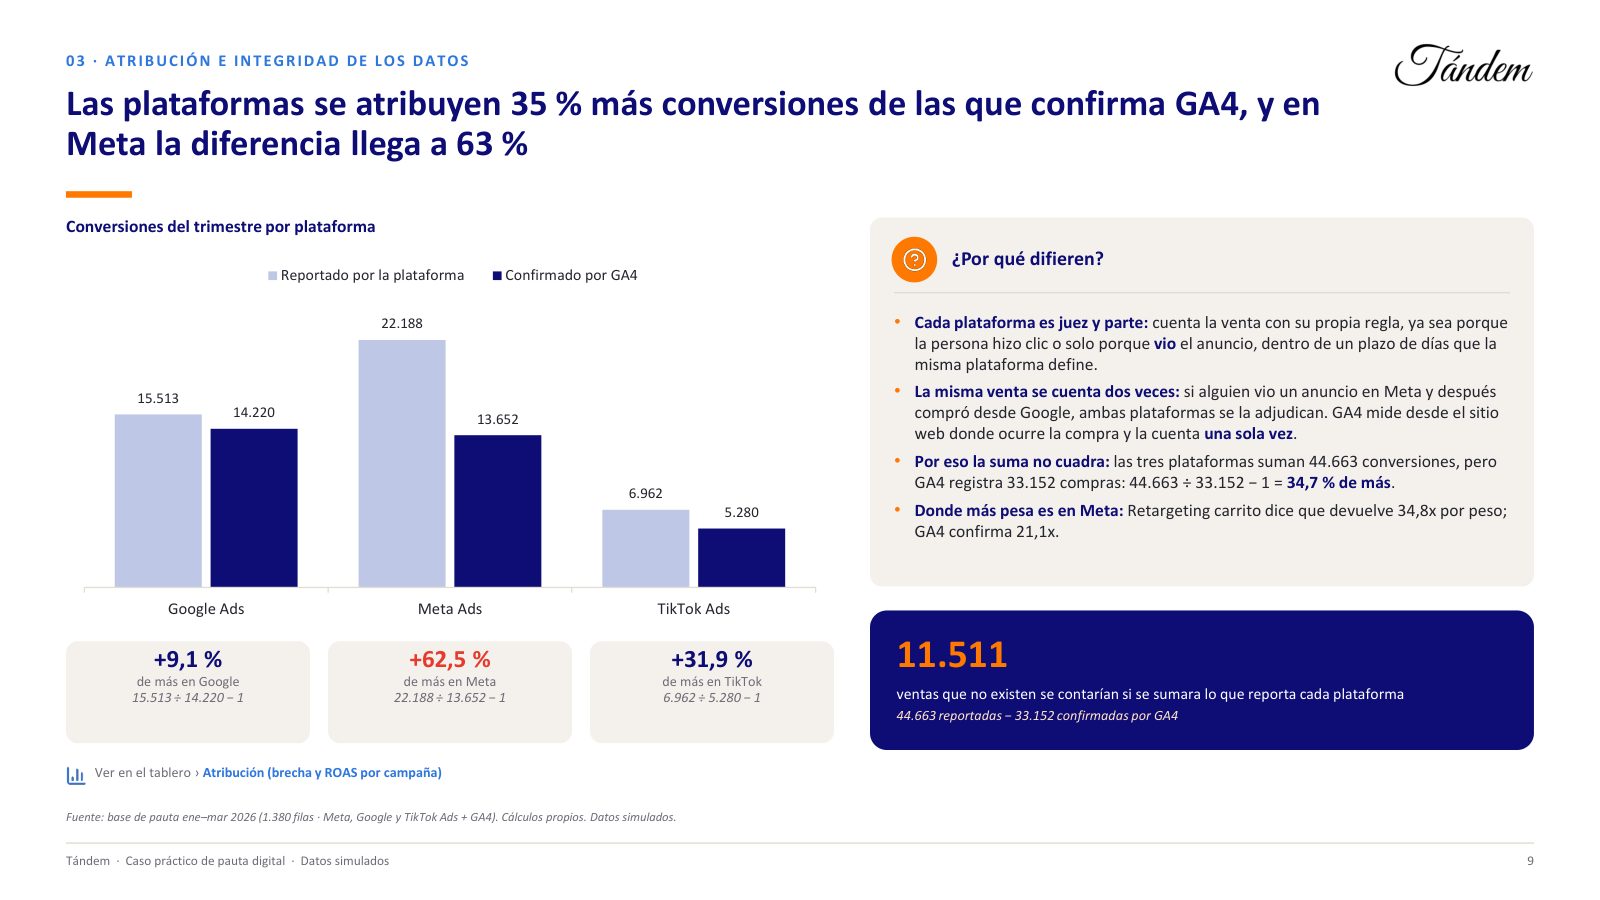 03 · ATRIBUCIÓN E INTEGRIDAD DE LOS DATOS
Tándem
Las plataformas se atribuyen 35 % más conversiones de las que confirma GA4, y en
Meta la diferencia llega a 63 %
Conversiones del trimestre por plataforma
Reportado por la plataforma
Confirmado por GA4
15.513
14.220
22.188
13.652
6.962
5.280
Google Ads
Meta Ads
TikTok Ads
+9,1 %
de más en Google
15.513 ÷ 14.220 − 1
+62,5 %
de más en Meta
22.188 ÷ 13.652 − 1
+31,9 %
de más en TikTok
6.962 ÷ 5.280 − 1
Ver en el tablero › Atribución (brecha y ROAS por campaña)
¿Por qué difieren?
• Cada plataforma es juez y parte: cuenta la venta con su propia regla, ya sea porque
la persona hizo clic o solo porque vio el anuncio, dentro de un plazo de días que la
misma plataforma define.
• La misma venta se cuenta dos veces: si alguien vio un anuncio en Meta y después
compró desde Google, ambas plataformas se la adjudican. GA4 mide desde el sitio
web donde ocurre la compra y la cuenta una sola vez.
• Por eso la suma no cuadra: las tres plataformas suman 44.663 conversiones, pero
GA4 registra 33.152 compras: 44.663 ÷ 33.152 − 1 = 34,7 % de más.
• Donde más pesa es en Meta: Retargeting carrito dice que devuelve 34,8x por peso;
GA4 confirma 21,1x.
11.511
ventas que no existen se contarían si se sumara lo que reporta cada plataforma
44.663 reportadas − 33.152 confirmadas por GA4
Fuente: base de pauta ene–mar 2026 (1.380 filas · Meta, Google y TikTok Ads + GA4). Cálculos propios. Datos simulados.
Tándem · Caso práctico de pauta digital · Datos simulados
9